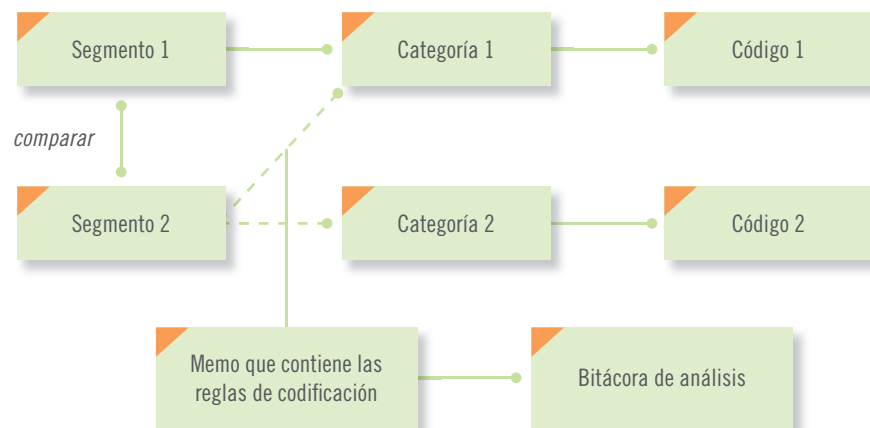 Segmento 1
Categoría 1
Código 1
comparar
Segmento 2
Categoría 2
Código 2
Memo que contiene las
reglas de codificación
Bitácora de análisis